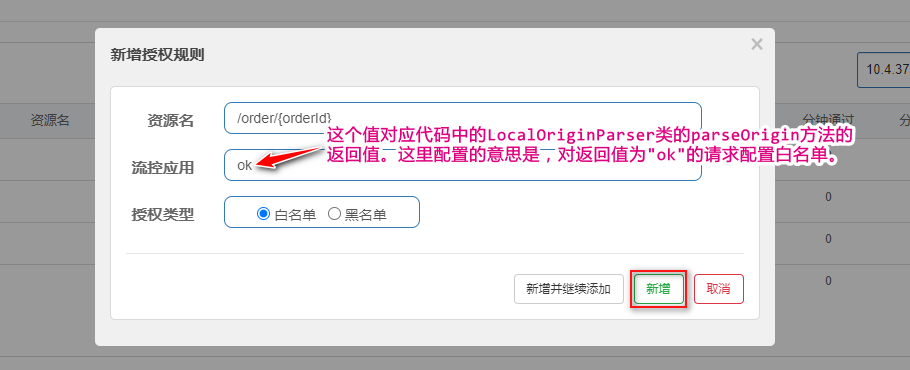 新增授权规则
×
10.4.37
资源名
分钟通过
分
资源名
/order/{orderId}
这个值对应代码中的LocalOriginParser类的parseOrigin方法的
返回值。这里配置的意思是，对返回值为"ok"的请求配置白名单。
流控应用
ok
授权类型
白名单
黑名单
0
0
0
新增并继续添加
新增
取消